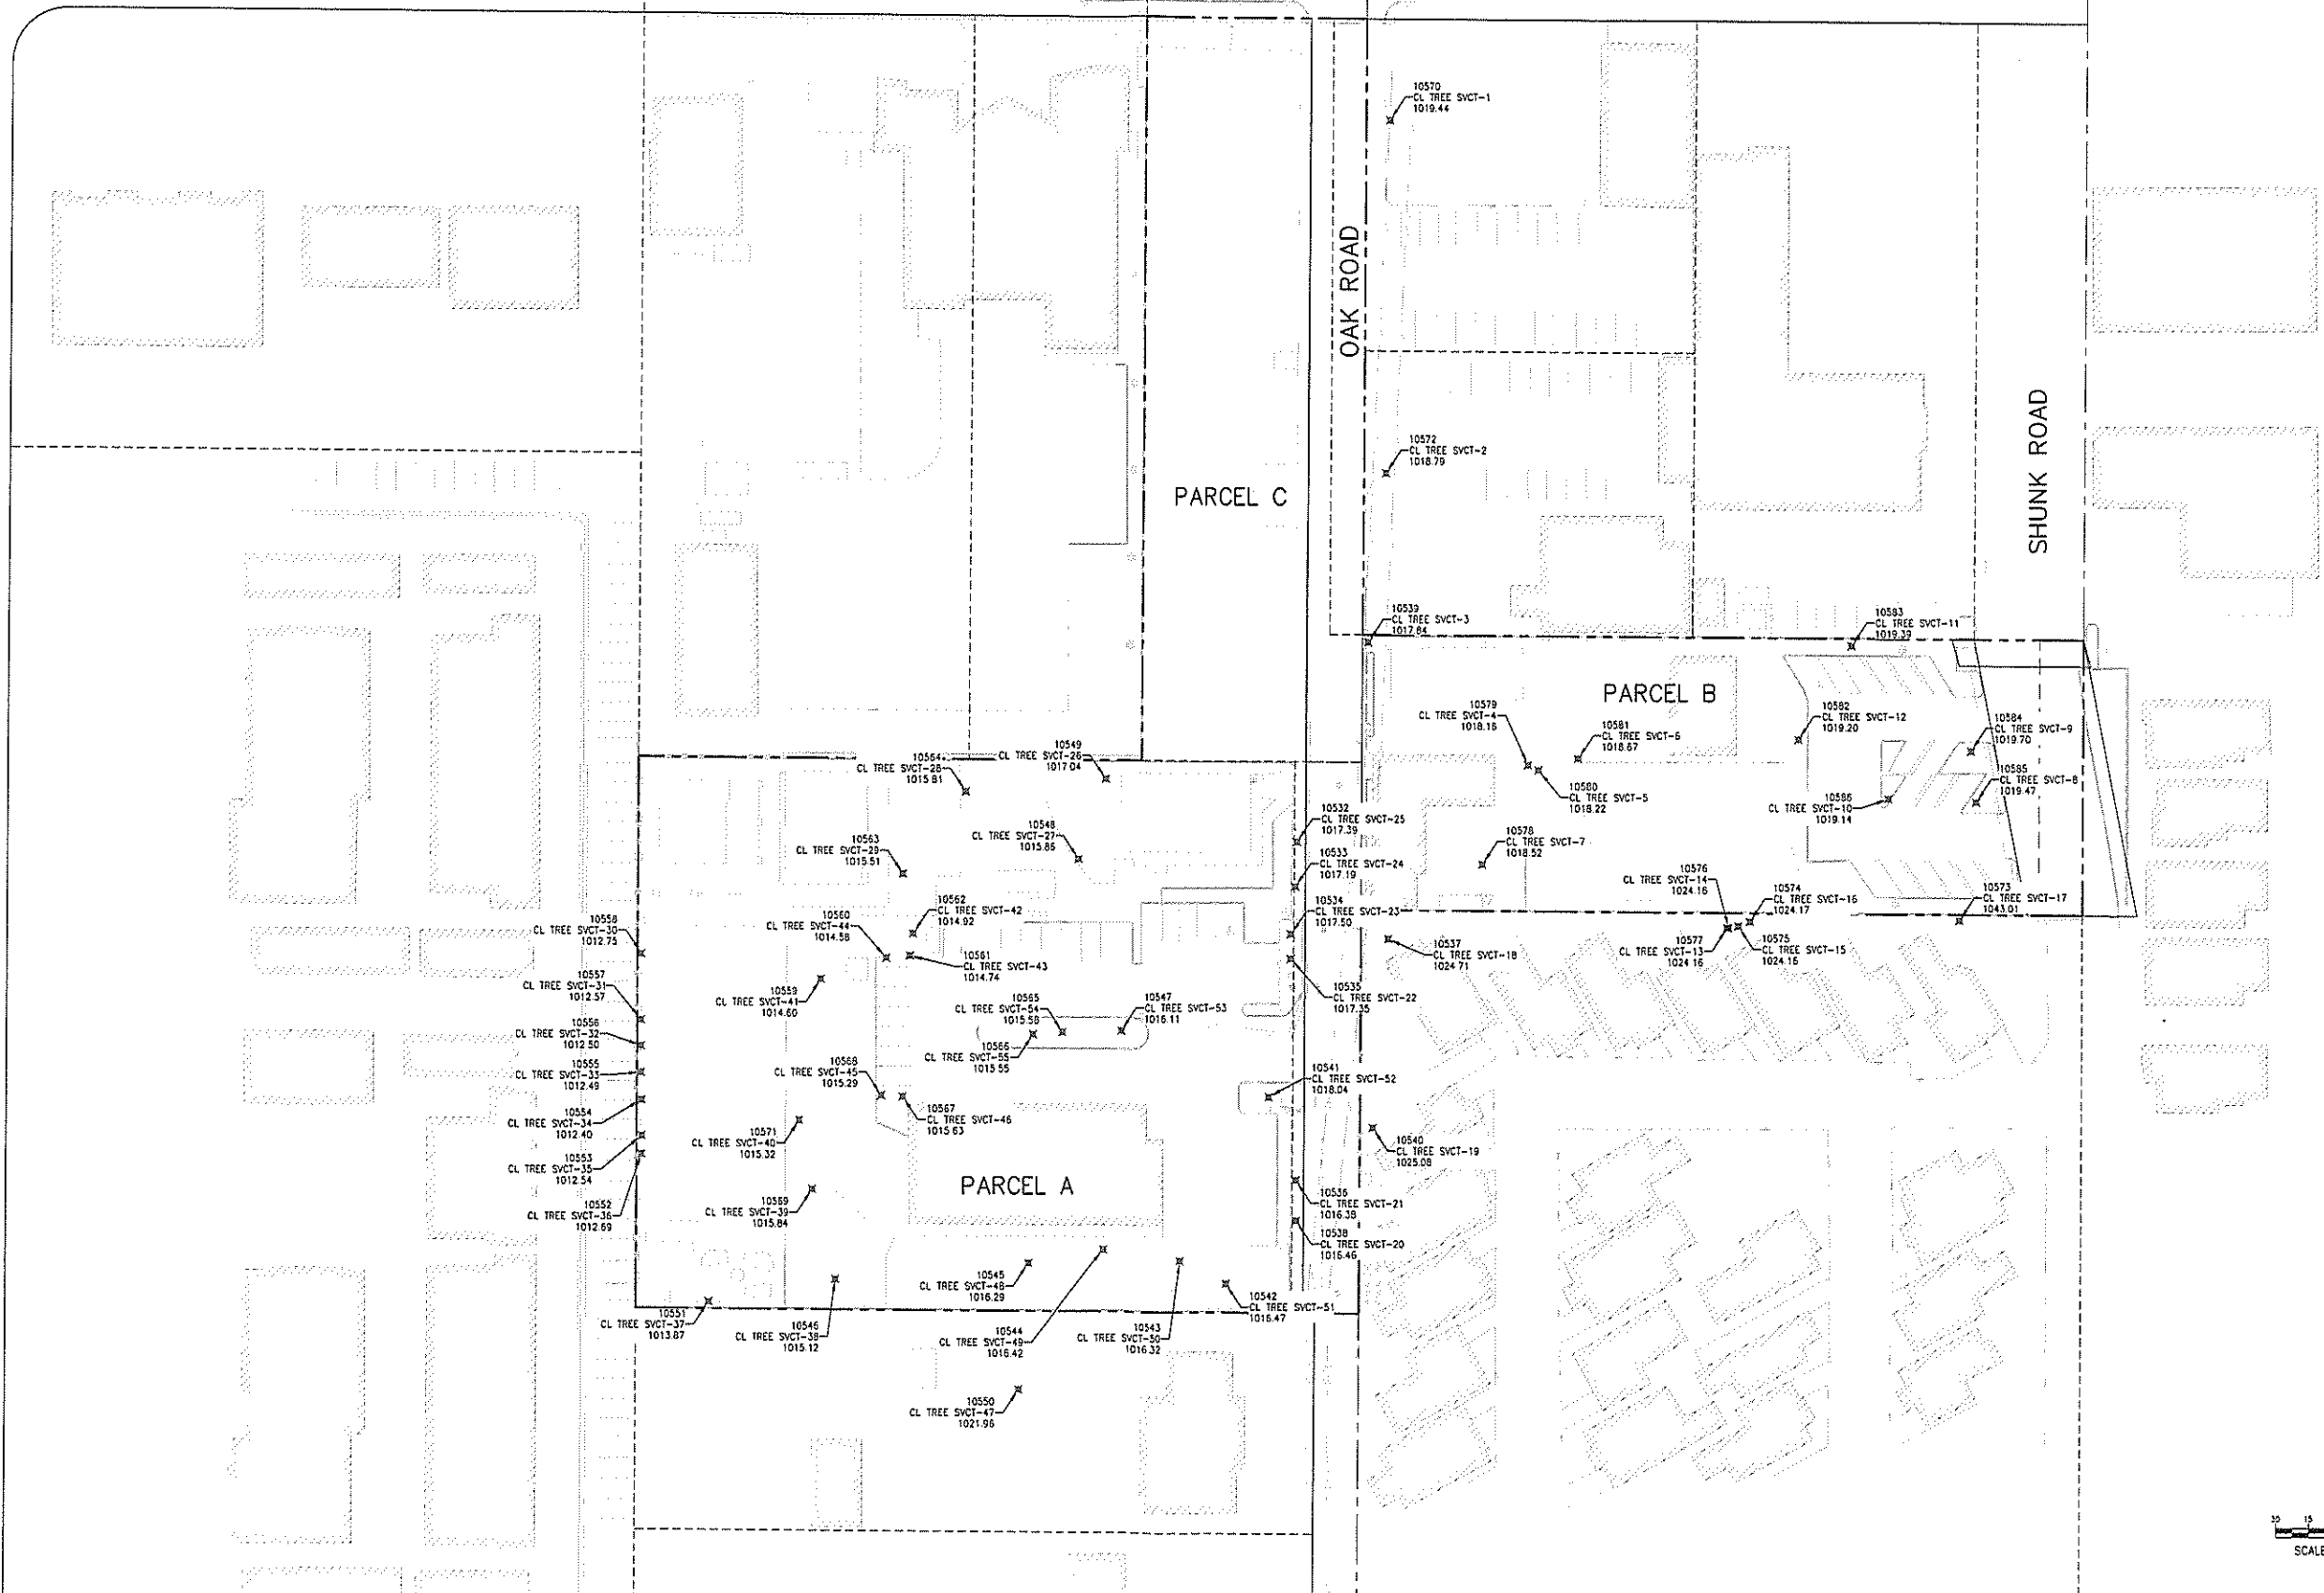 10570
CL TREE SVCT-1
1019.44
OAK ROAD
10572
CL TREE SVCT-2
1018.79
PARCEL C
SHUNK ROAD
10539
CL TREE SVCT-3
1017.84
10583
CL TREE SVCT-11
1019.39
PARCEL B
10579
CL TREE SVCT-4
1018.16
10581
CL TREE SVCT-6
1018.67
10582
CL TREE SVCT-12
1019.20
10584
CL TREE SVCT-9
1019.70
10580
CL TREE SVCT-5
1018.22
10586
CL TREE SVCT-10
1019.14
10585
CL TREE SVCT-8
1019.47
10564
CL TREE SVCT-28
1015.81
10549
CL TREE SVCT-26
1017.04
10532
CL TREE SVCT-25
1017.39
10563
CL TREE SVCT-29
1015.51
10548
CL TREE SVCT-27
1015.86
10533
CL TREE SVCT-24
1017.19
10578
CL TREE SVCT-7
1018.52
10576
CL TREE SVCT-14
1024.16
10574
CL TREE SVCT-16
1024.17
10573
CL TREE SVCT-17
1043.01
10558
CL TREE SVCT-30
1012.75
10560
CL TREE SVCT-44
1014.58
10562
CL TREE SVCT-42
1014.92
10534
CL TREE SVCT-23
1017.50
10537
CL TREE SVCT-18
1024.71
10577
CL TREE SVCT-13
1024.16
10575
CL TREE SVCT-15
1024.16
10557
CL TREE SVCT-31
1012.57
10561
CL TREE SVCT-43
1014.74
10559
CL TREE SVCT-41
1014.60
10535
CL TREE SVCT-22
1017.35
10556
CL TREE SVCT-32
1012.50
10565
CL TREE SVCT-54
1015.58
10547
CL TREE SVCT-53
1016.11
10555
CL TREE SVCT-33
1012.49
10566
CL TREE SVCT-55
1015.55
10568
CL TREE SVCT-45
1015.29
10541
CL TREE SVCT-52
1018.04
10554
CL TREE SVCT-34
1012.40
10567
CL TREE SVCT-46
1015.63
10571
CL TREE SVCT-40
1015.32
10540
CL TREE SVCT-19
1025.08
10553
CL TREE SVCT-35
1012.54
PARCEL A
10552
CL TREE SVCT-36
1012.69
10569
CL TREE SVCT-39
1015.84
10536
CL TREE SVCT-21
1016.38
10538
CL TREE SVCT-20
1016.46
10545
CL TREE SVCT-48
1016.29
10542
CL TREE SVCT-51
1016.47
10551
CL TREE SVCT-37
1013.87
10546
CL TREE SVCT-38
1015.12
10544
CL TREE SVCT-49
1016.42
10543
CL TREE SVCT-50
1016.32
10550
CL TREE SVCT-47
1021.96
30 15
SCALE